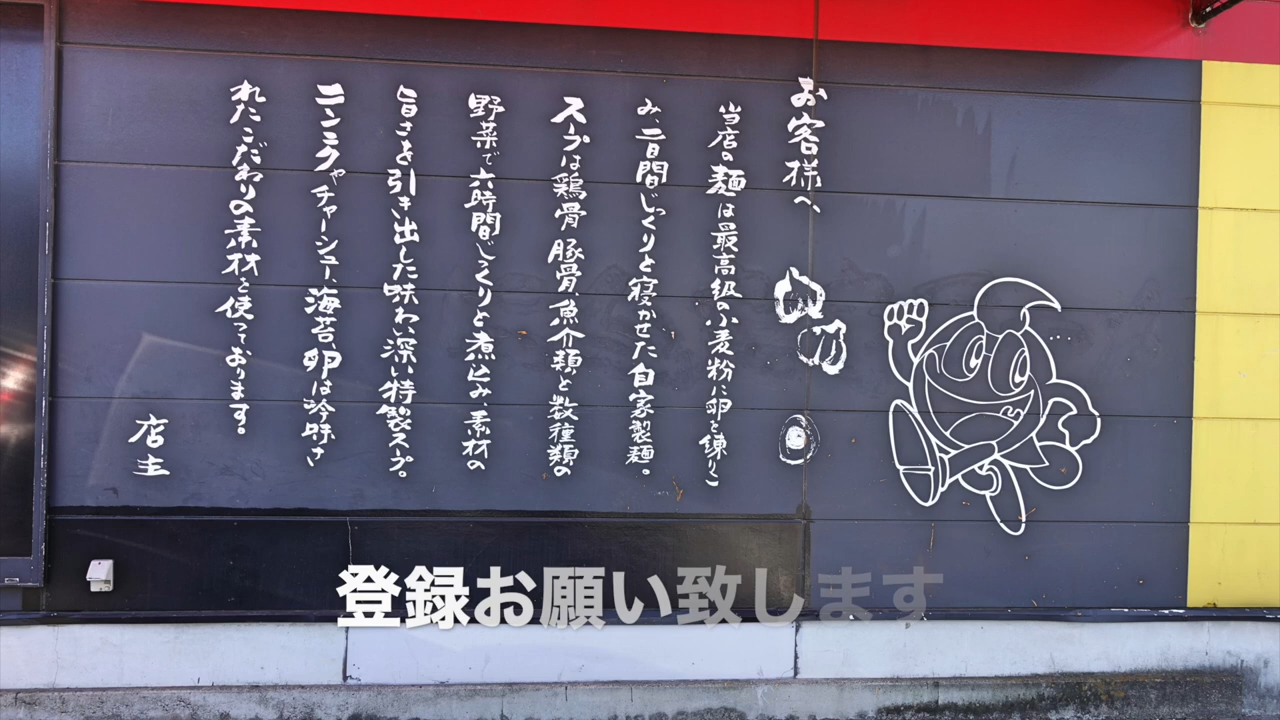 お客様へ
当店の麺は最高級の小麦粉に卵を練りこ
み、二日間じっくりと寝かせた自家製麺。
スープは鶏骨、豚骨、魚介類と数種類の
野菜で六時間じっくりと煮込み、素材の
旨さを引き出した味わい深い特製スープ。
ニンニクやチャーシュー、海苔、卵は吟味さ
れたこだわりの素材を使っております。
店主
登録お願い致します